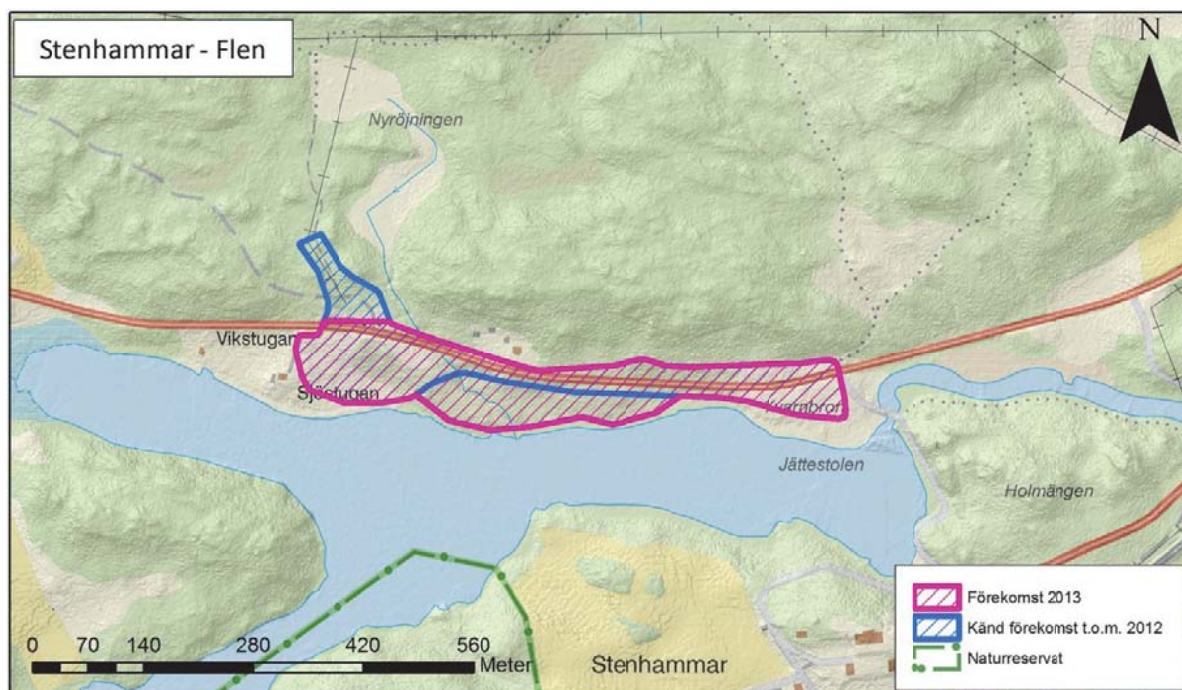 Stenhammar - Flen
N
Nyröjningen
Vikstugan
Sjöstugan
Kvarnbron
Jättestolen
Holmängen
Förekomst 2013
Känd förekomst t.o.m. 2012
Naturreservat
0 70 140 280 420 560
Meter
Stenhammar